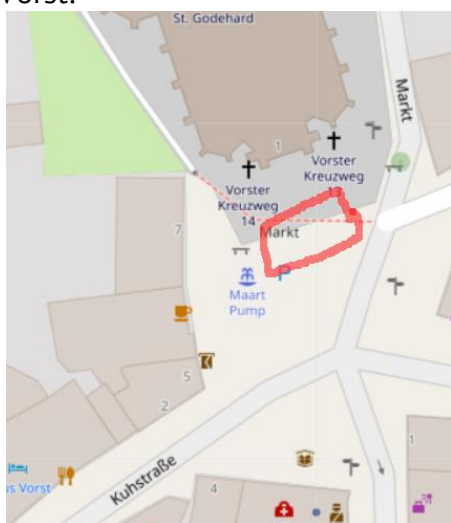 Vorst.
St. Godehard
Markt
1
Vorster
Kreuzweg
13
Vorster
Kreuzweg
14
Markt
7
P
Maart
Pump
5
2
Kuhstraße
1
us Vorst
4